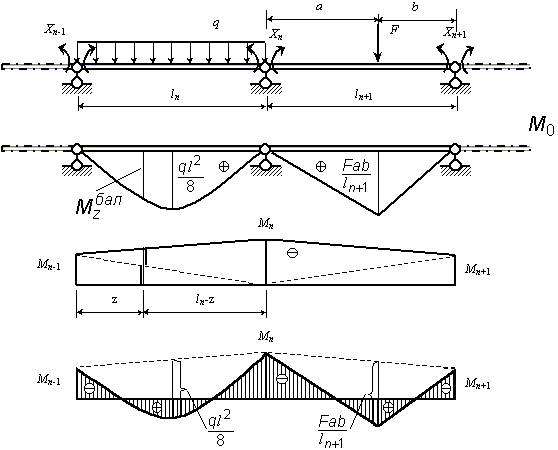 a b
X_{n-1} q X_n F X_{n+1}
l_n l_{n+1}
M_0
M_z^{бал} ql^2/8 ⊕ ⊕ Fab/l_{n+1}
M_n
M_{n-1} ⊖ M_{n+1}
z l_n-z
M_n
M_{n-1} ⊖ ⊖ ⊖ M_{n+1}
⊕ ⊕
ql^2/8 Fab/l_{n+1}